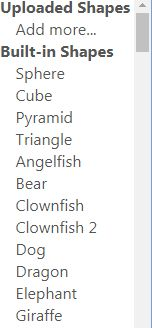 Uploaded Shapes
Add more...
Built-in Shapes
Sphere
Cube
Pyramid
Triangle
Angelfish
Bear
Clownfish
Clownfish 2
Dog
Dragon
Elephant
Giraffe